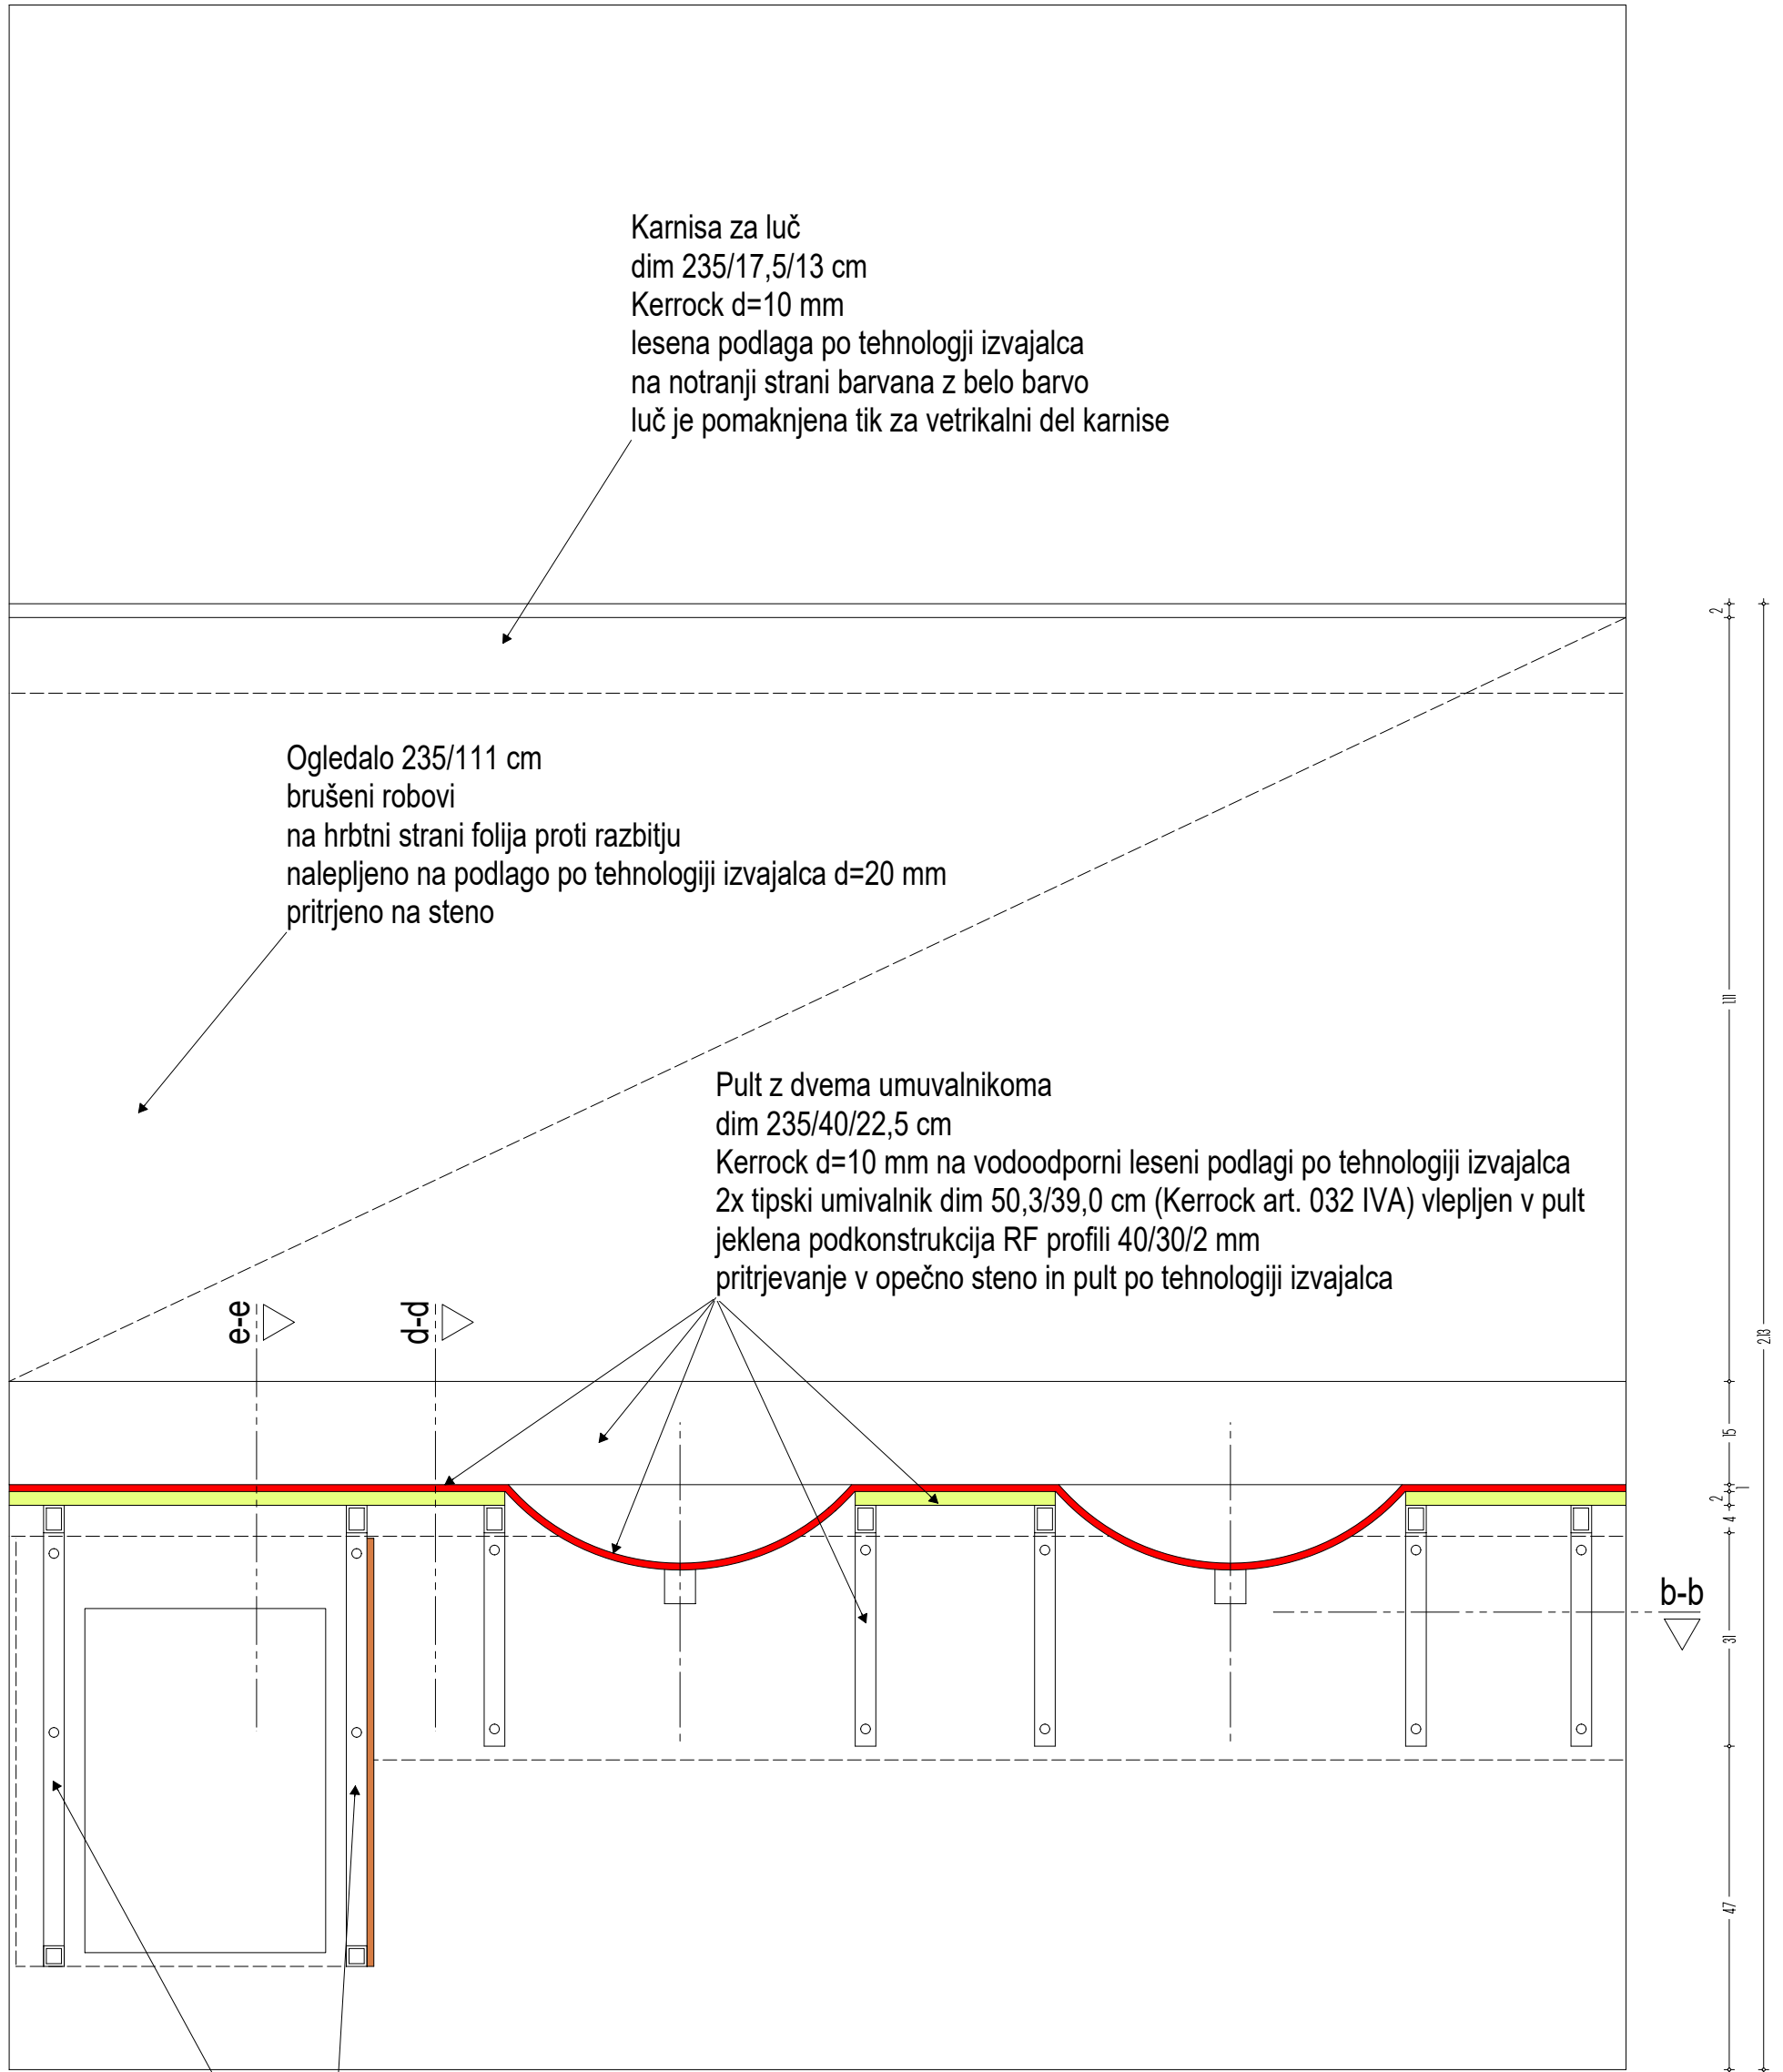 Karnisa za luč
dim 235/17,5/13 cm
Kerrock d=10 mm
lesena podlaga po tehnologji izvajalca
na notranji strani barvana z belo barvo
luč je pomaknjena tik za vetrikalni del karnise
2
Ogledalo 235/111 cm
brušeni robovi
na hrbtni strani folija proti razbitju
nalepljeno na podlago po tehnologiji izvajalca d=20 mm
pritrjeno na steno
1.11
Pult z dvema umuvalnikoma
dim 235/40/22,5 cm
Kerrock d=10 mm na vodoodporni leseni podlagi po tehnologiji izvajalca
2x tipski umivalnik dim 50,3/39,0 cm (Kerrock art. 032 IVA) vlepljen v pult
jeklena podkonstrukcija RF profili 40/30/2 mm
pritrjevanje v opečno steno in pult po tehnologiji izvajalca
e-e
d-d
2.13
15
1
2
4
b-b
31
47